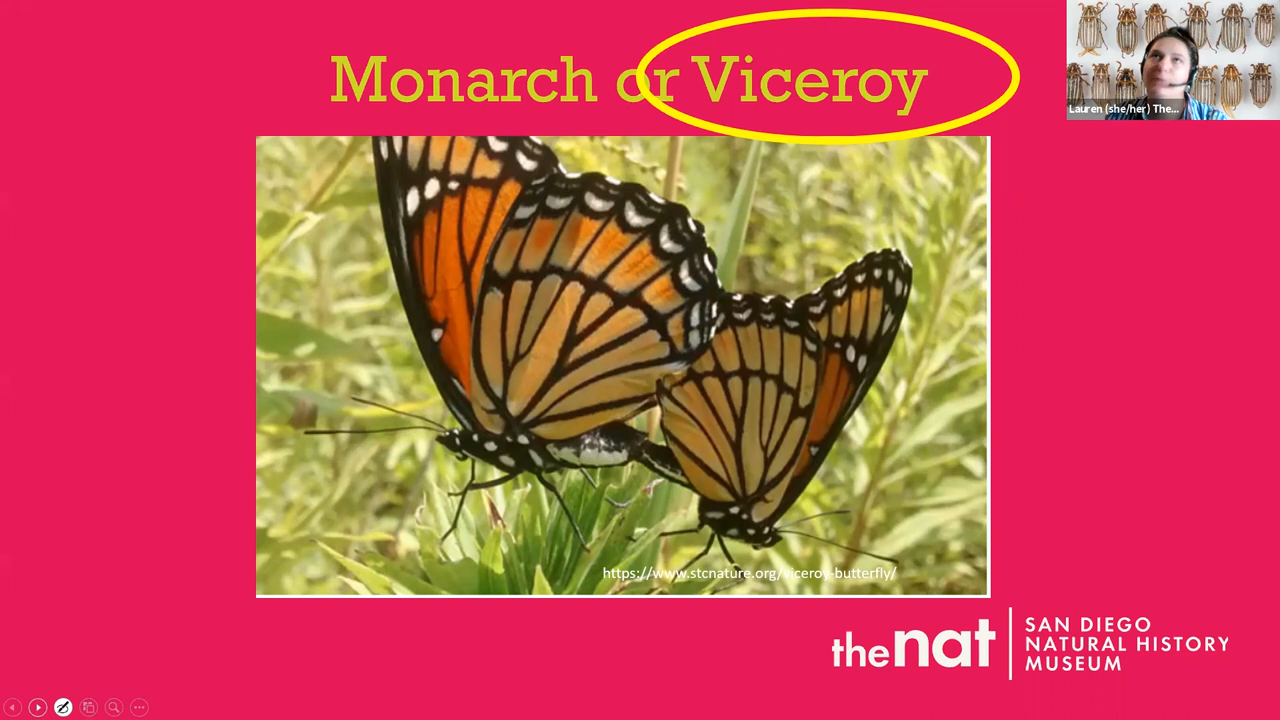 Monarch or Viceroy
Lauren (she/her) The...
https://www.stcnature.org/viceroy-butterfly/
thenat
SAN DIEGO
NATURAL HISTORY
MUSEUM